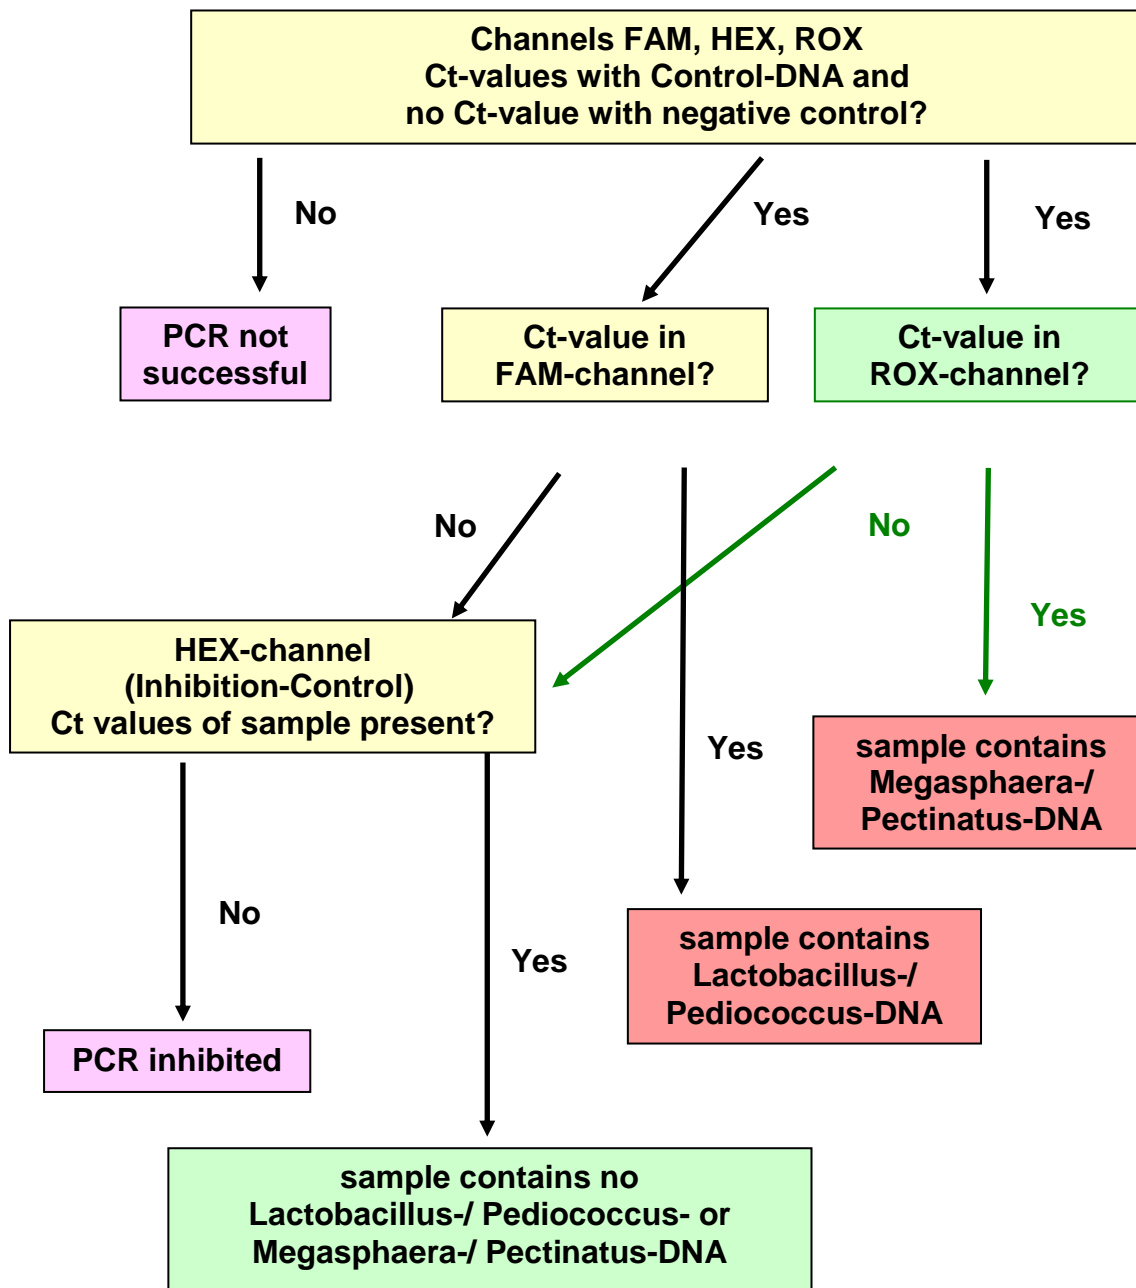 Channels FAM, HEX, ROX
Ct-values with Control-DNA and
no Ct-value with negative control?
No
Yes
Yes
PCR not
successful
Ct-value in
FAM-channel?
Ct-value in
ROX-channel?
No
No
Yes
HEX-channel
(Inhibition-Control)
Ct values of sample present?
Yes
sample contains
Megasphaera-/
Pectinatus-DNA
No
Yes
sample contains
Lactobacillus-/
Pediococcus-DNA
PCR inhibited
sample contains no
Lactobacillus-/ Pediococcus- or
Megasphaera-/ Pectinatus-DNA